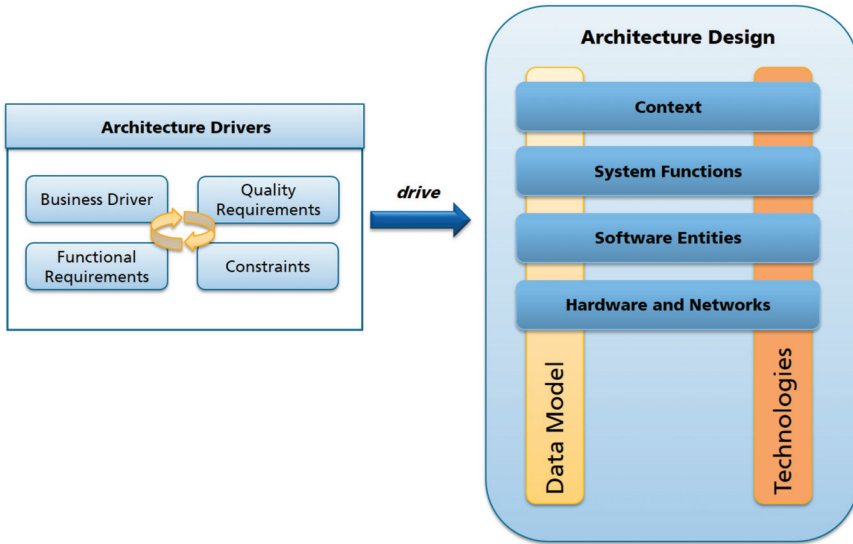 Architecture Drivers
Business Driver
Quality
Requirements
Functional
Requirements
Constraints
drive
Architecture Design
Context
System Functions
Software Entities
Hardware and Networks
Data Model
Technologies